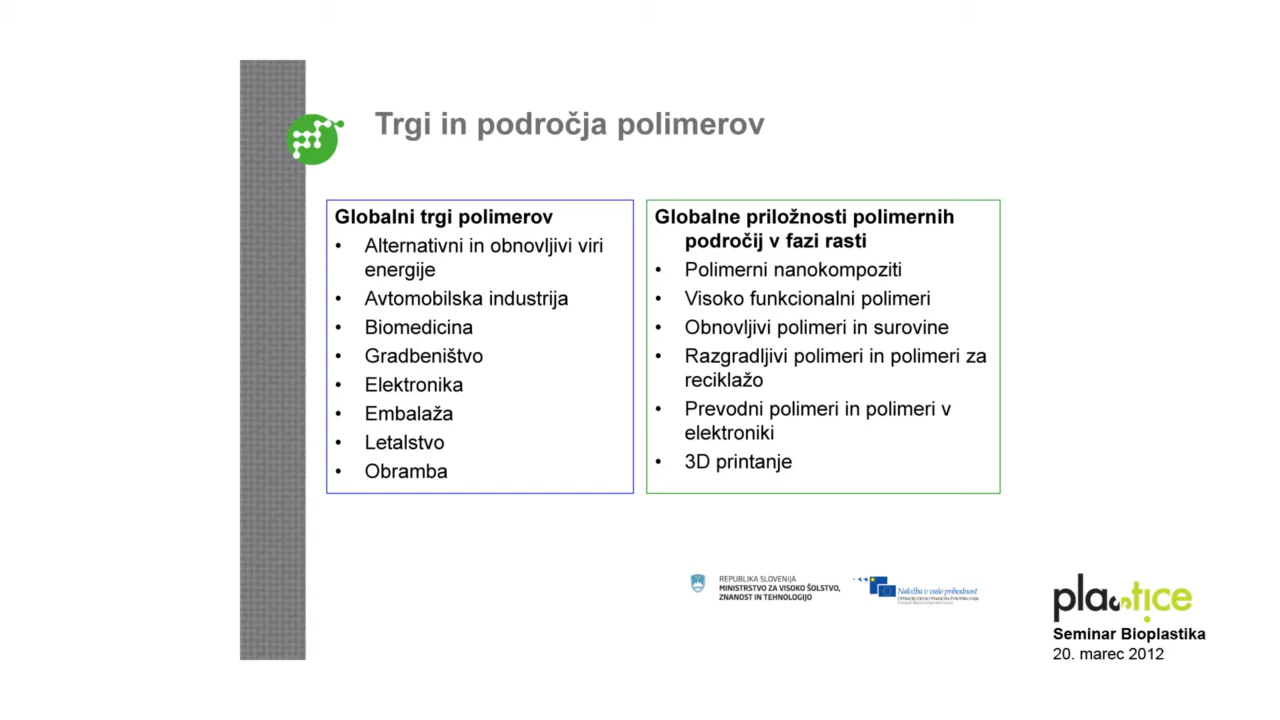 Trgi in področja polimerov
Globalni trgi polimerov
• Alternativni in obnovljivi viri
energije
• Avtomobilska industrija
• Biomedicina
• Gradbeništvo
• Elektronika
• Embalaža
• Letalstvo
• Obramba
Globalne priložnosti polimernih
področij v fazi rasti
• Polimerni nanokompoziti
• Visoko funkcionalni polimeri
• Obnovljivi polimeri in surovine
• Razgradljivi polimeri in polimeri za
reciklažo
• Prevodni polimeri in polimeri v
elektroniki
• 3D printanje
REPUBLIKA SLOVENIJA
MINISTRSTVO ZA VISOKO ŠOLSTVO,
ZNANOST IN TEHNOLOGIJO
Naložba v vašo prihodnost
plastice
Seminar Bioplastika
20. marec 2012